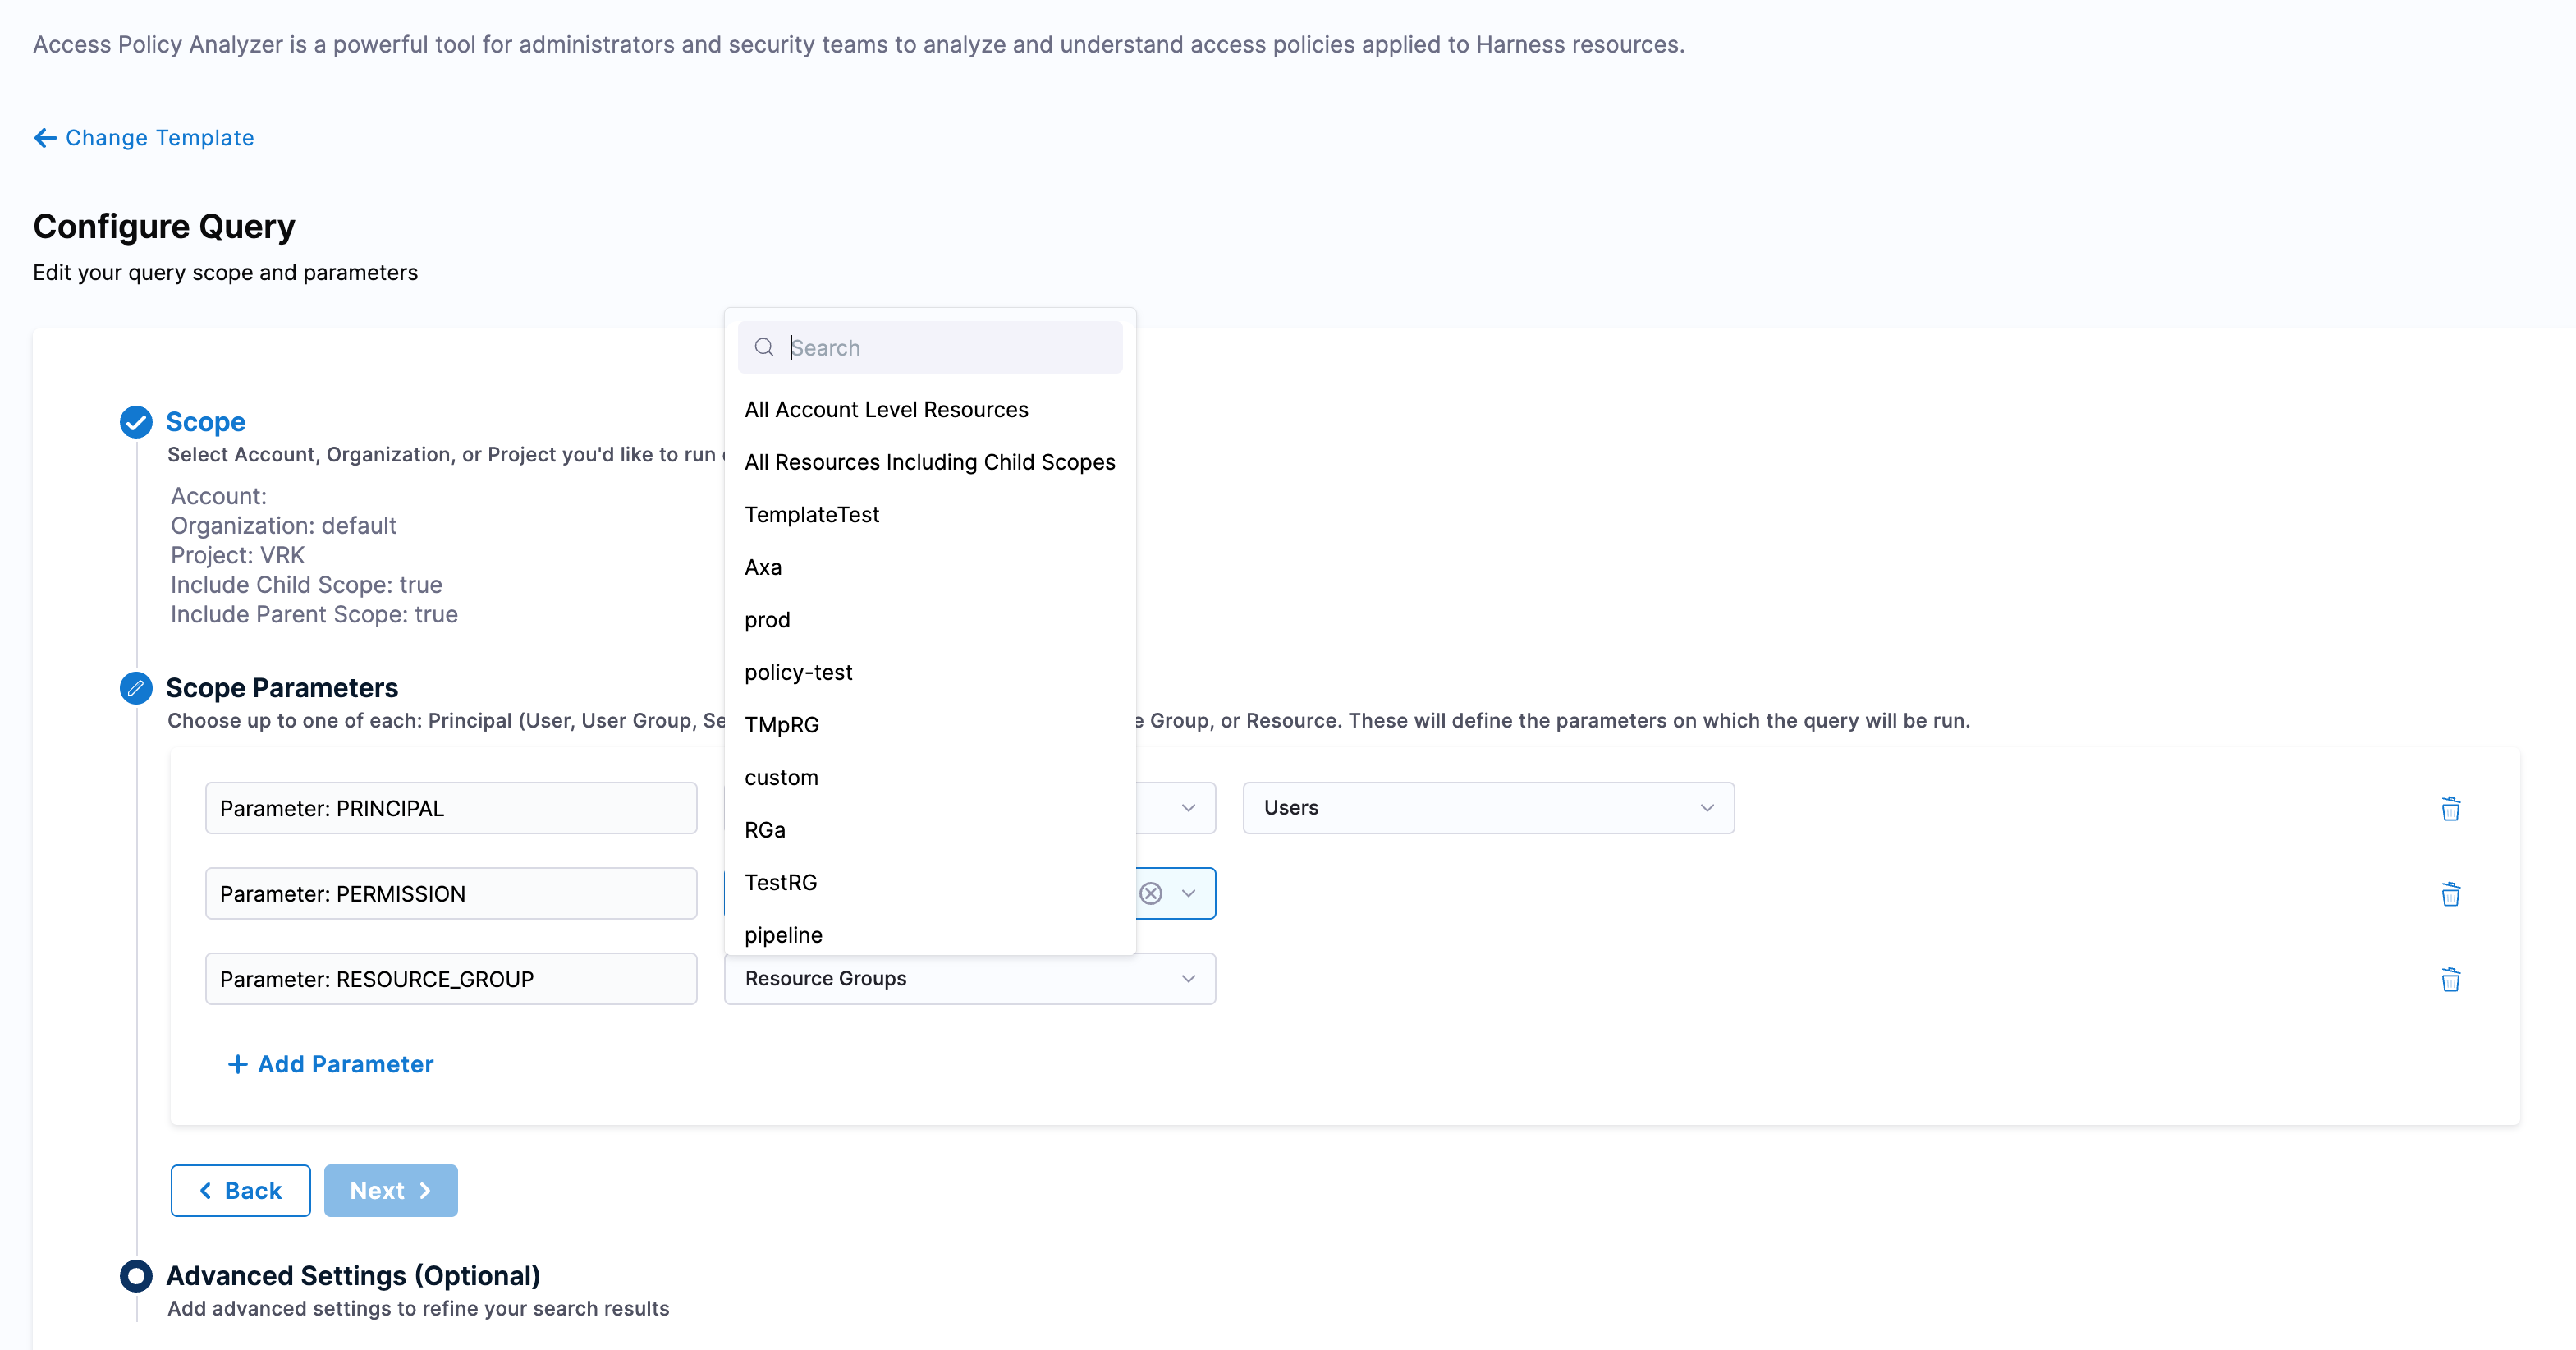 Access Policy Analyzer is a powerful tool for administrators and security teams to analyze and understand access policies applied to Harness resources.
Change Template
Configure Query
Edit your query scope and parameters
Search
All Account Level Resources
All Resources Including Child Scopes
TemplateTest
Axa
prod
policy-test
TMpRG
custom
RGa
TestRG
pipeline
Scope
Select Account, Organization, or Project you'd like to run
Account:
Organization: default
Project: VRK
Include Child Scope: true
Include Parent Scope: true
Scope Parameters
Choose up to one of each: Principal (User, User Group, Se
e Group, or Resource. These will define the parameters on which the query will be run.
Parameter: PRINCIPAL
Users
Parameter: PERMISSION
Parameter: RESOURCE_GROUP
Resource Groups
+ Add Parameter
Back
Next
Advanced Settings (Optional)
Add advanced settings to refine your search results